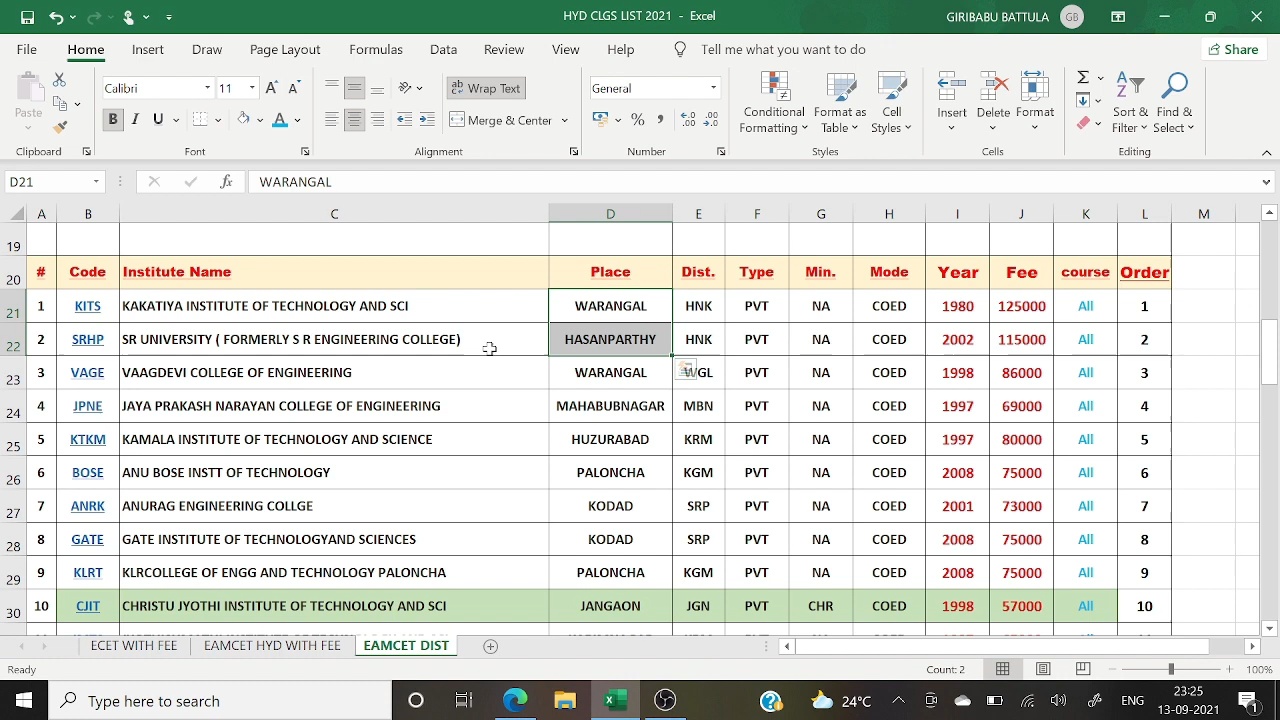 HYD CLGS LIST 2021 - Excel
GIRIBABU BATTULA GB
File Home Insert Draw Page Layout Formulas Data Review View Help Tell me what you want to do Share
Paste
Calibri 11
B I U A
ab Wrap Text
Merge & Center
General
% ,
Conditional Formatting
Format as Table
Cell Styles
Insert
Delete
Format
Sort & Filter
Find & Select
Clipboard Font Alignment Number Styles Cells Editing
D21 fx WARANGAL
A B C D E F G H I J K L M
19
20 # Code Institute Name Place Dist. Type Min. Mode Year Fee course Order
21 1 KITS KAKATIYA INSTITUTE OF TECHNOLOGY AND SCI WARANGAL HNK PVT NA COED 1980 125000 All 1
22 2 SRHP SR UNIVERSITY ( FORMERLY S R ENGINEERING COLLEGE) HASANPARTHY HNK PVT NA COED 2002 115000 All 2
23 3 VAGE VAAGDEVI COLLEGE OF ENGINEERING WARANGAL WGL PVT NA COED 1998 86000 All 3
24 4 JPNE JAYA PRAKASH NARAYAN COLLEGE OF ENGINEERING MAHABUBNAGAR MBN PVT NA COED 1997 69000 All 4
25 5 KTKM KAMALA INSTITUTE OF TECHNOLOGY AND SCIENCE HUZURABAD KRM PVT NA COED 1997 80000 All 5
26 6 BOSE ANU BOSE INSTT OF TECHNOLOGY PALONCHA KGM PVT NA COED 2008 75000 All 6
27 7 ANRK ANURAG ENGINEERING COLLGE KODAD SRP PVT NA COED 2001 73000 All 7
28 8 GATE GATE INSTITUTE OF TECHNOLOGYAND SCIENCES KODAD SRP PVT NA COED 2008 75000 All 8
29 9 KLRT KLRCOLLEGE OF ENGG AND TECHNOLOGY PALONCHA PALONCHA KGM PVT NA COED 2008 75000 All 9
30 10 CJIT CHRISTU JYOTHI INSTITUTE OF TECHNOLOGY AND SCI JANGAON JGN PVT CHR COED 1998 57000 All 10
ECET WITH FEE EAMCET HYD WITH FEE EAMCET DIST
Ready Count: 2 100%
Type here to search 24°C ENG 23:25
13-09-2021 1